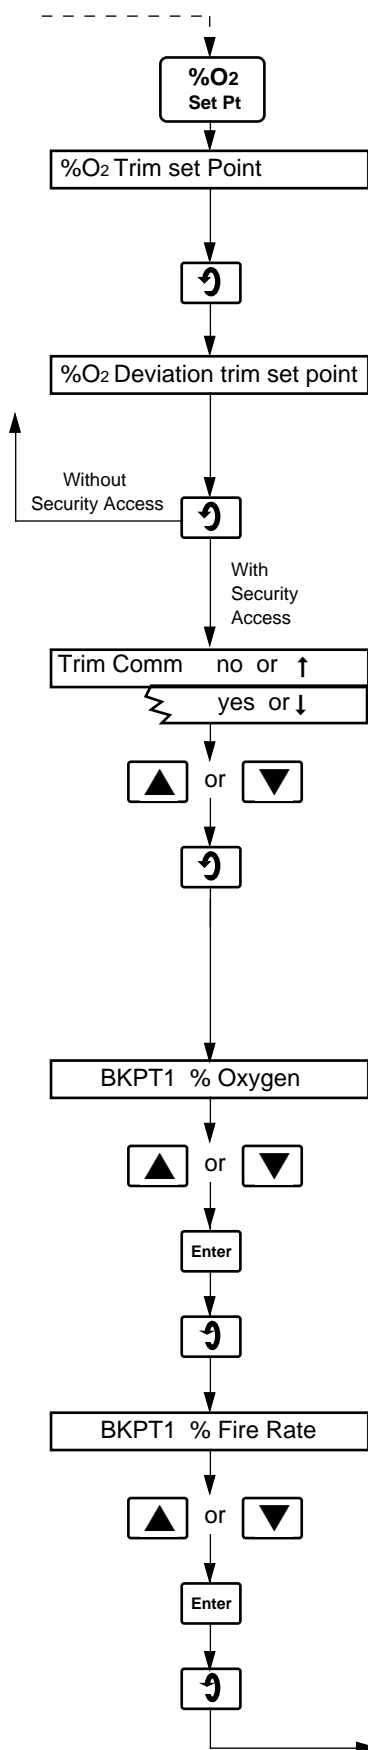 %O2
Set Pt
%O2 Trim set Point
%O2 Deviation trim set point
Without
Security Access
With
Security
Access
Trim Comm no or ↑
yes or ↓
▲ or ▼
BKPT1 % Oxygen
▲ or ▼
Enter
BKPT1 % Fire Rate
▲ or ▼
Enter